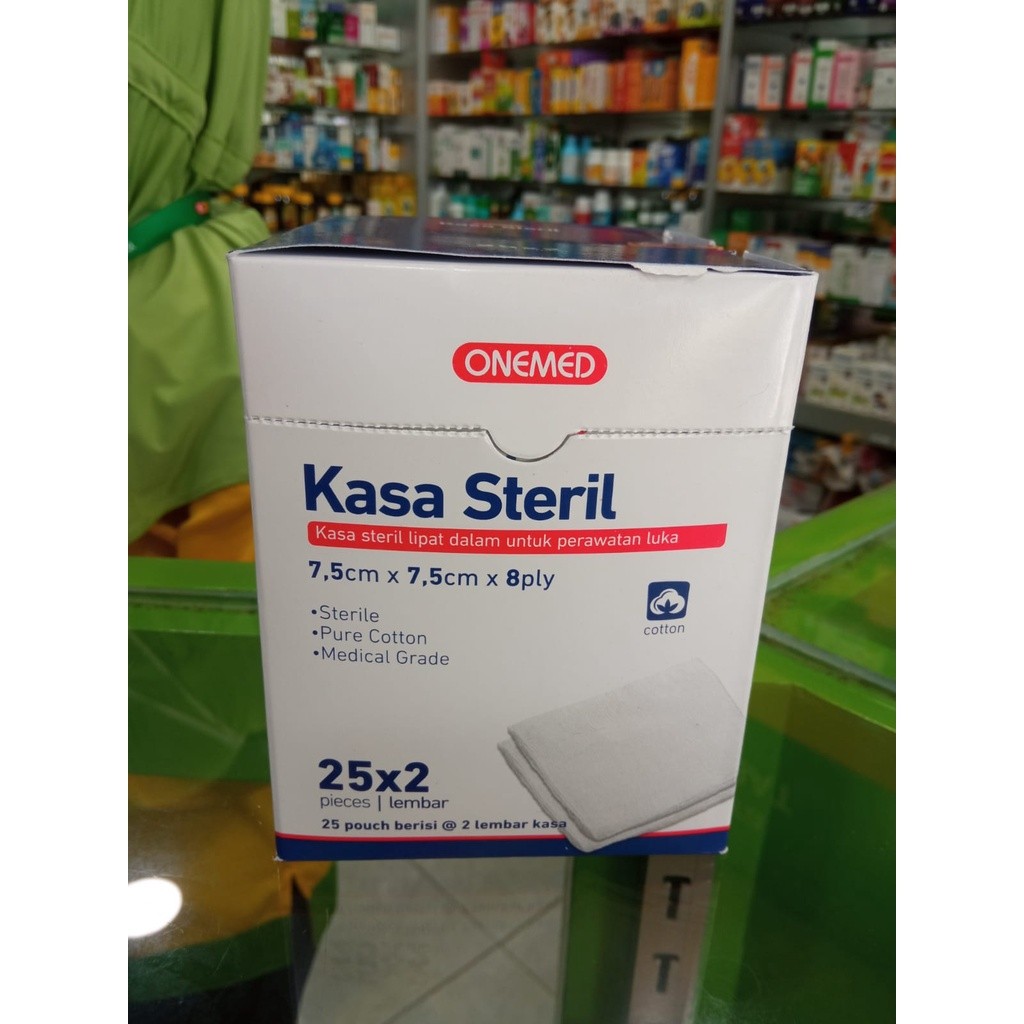 ONEMED
Kasa Steril
Kasa steril lipat dalam untuk perawatan luka
7,5cm x 7,5cm x 8ply
•Sterile
•Pure Cotton
•Medical Grade
cotton
25x2
pieces | lembar
25 pouch berisi @ 2 lembar kasa